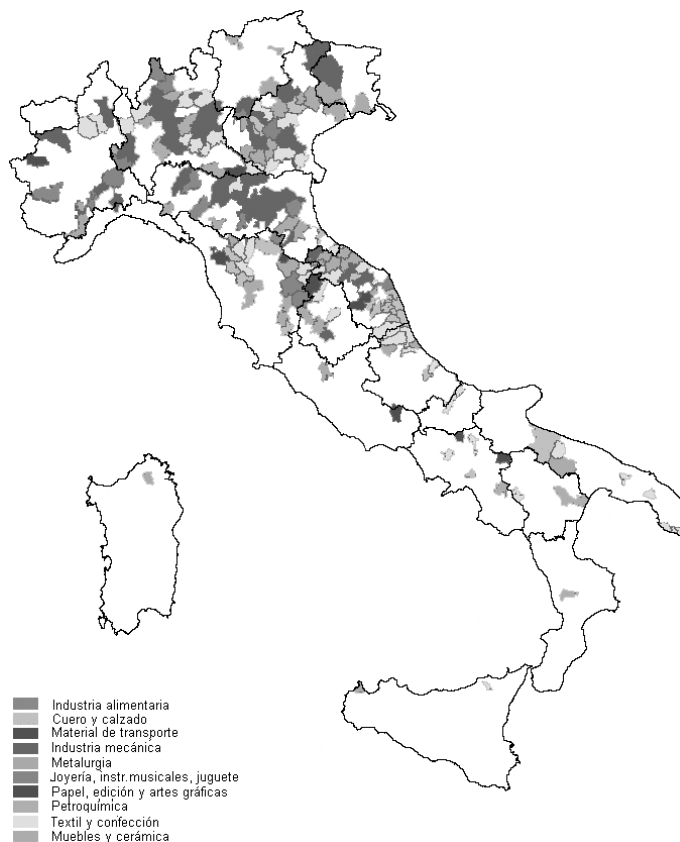 Industria alimentaria
Cuero y calzado
Material de transporte
Industria mecánica
Metalurgia
Joyería, instr.musicales, juguete
Papel, edición y artes gráficas
Petroquímica
Textil y confección
Muebles y cerámica